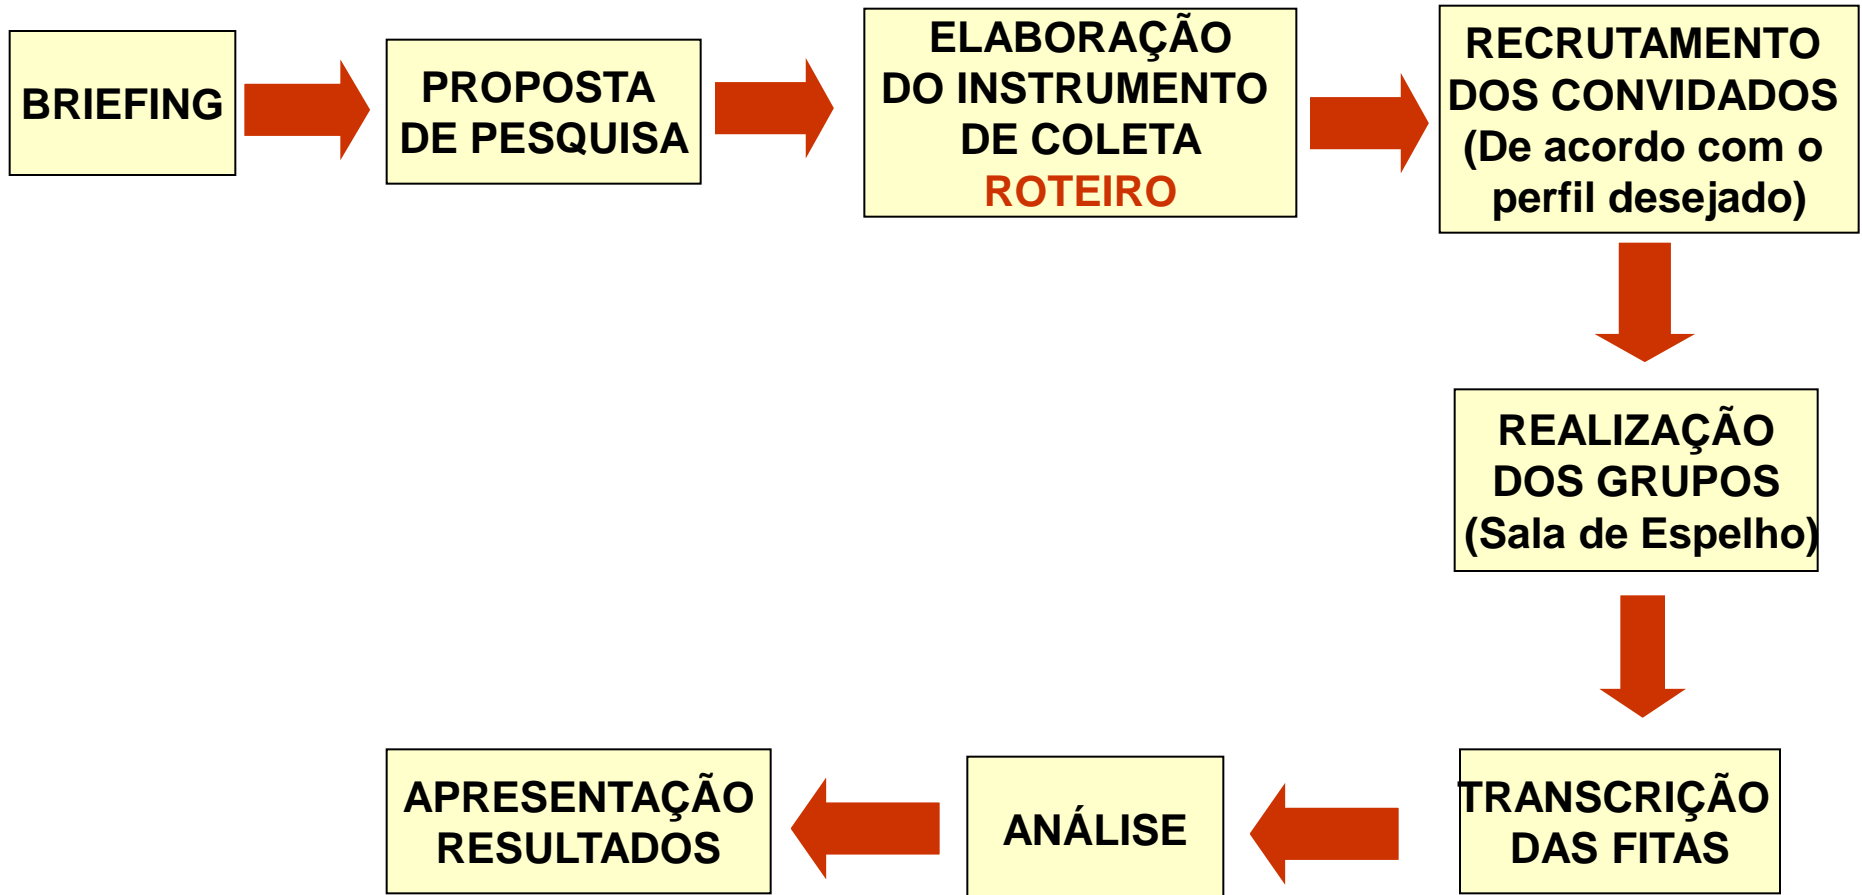 BRIEFING
PROPOSTA
DE PESQUISA
ELABORAÇÃO
DO INSTRUMENTO
DE COLETA
ROTEIRO
RECRUTAMENTO
DOS CONVIDADOS
(De acordo com o
perfil desejado)
REALIZAÇÃO
DOS GRUPOS
(Sala de Espelho)
TRANSCRIÇÃO
DAS FITAS
ANÁLISE
APRESENTAÇÃO
RESULTADOS